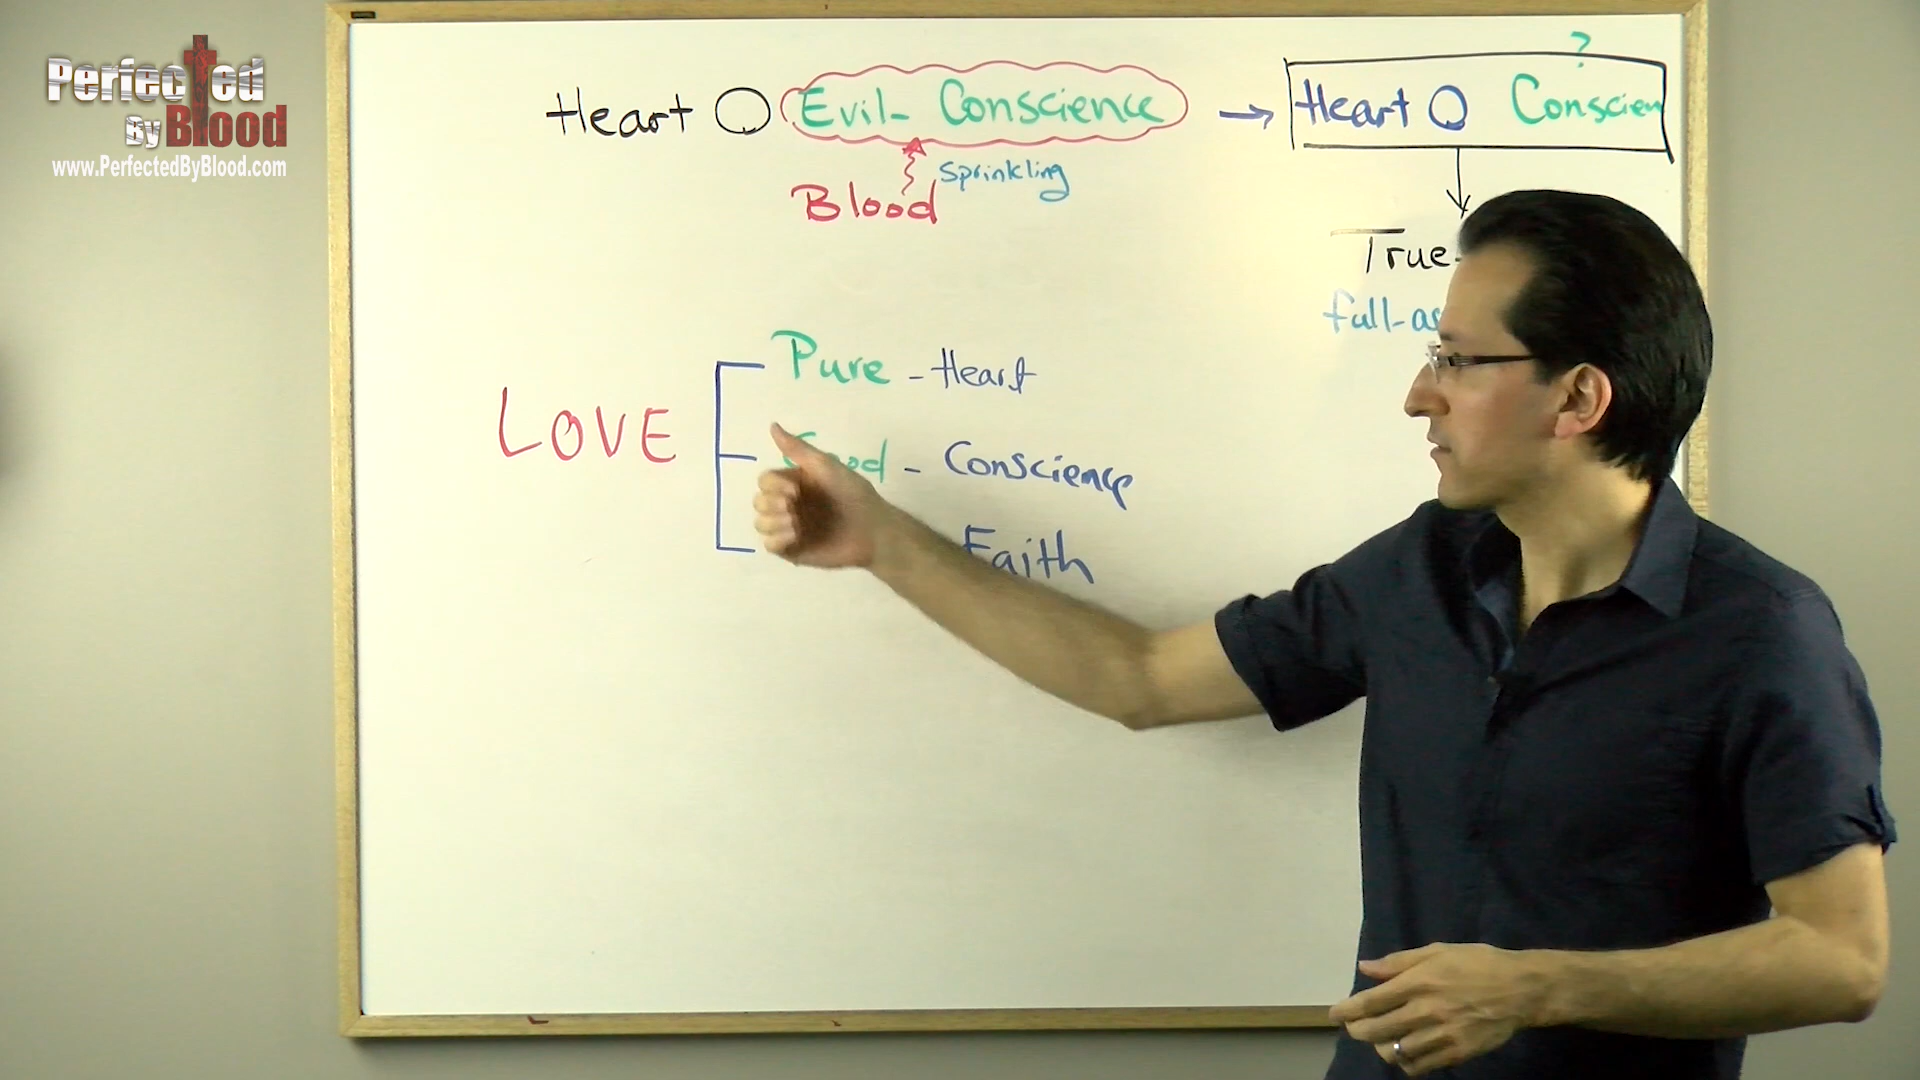 Perfected
By Blood
www.PerfectedByBlood.com
Heart Evil- Conscience → Heart Conscien
?
sprinkling
Blood
True-
full-as
Pure - Heart
LOVE
Good - Conscience
Faith